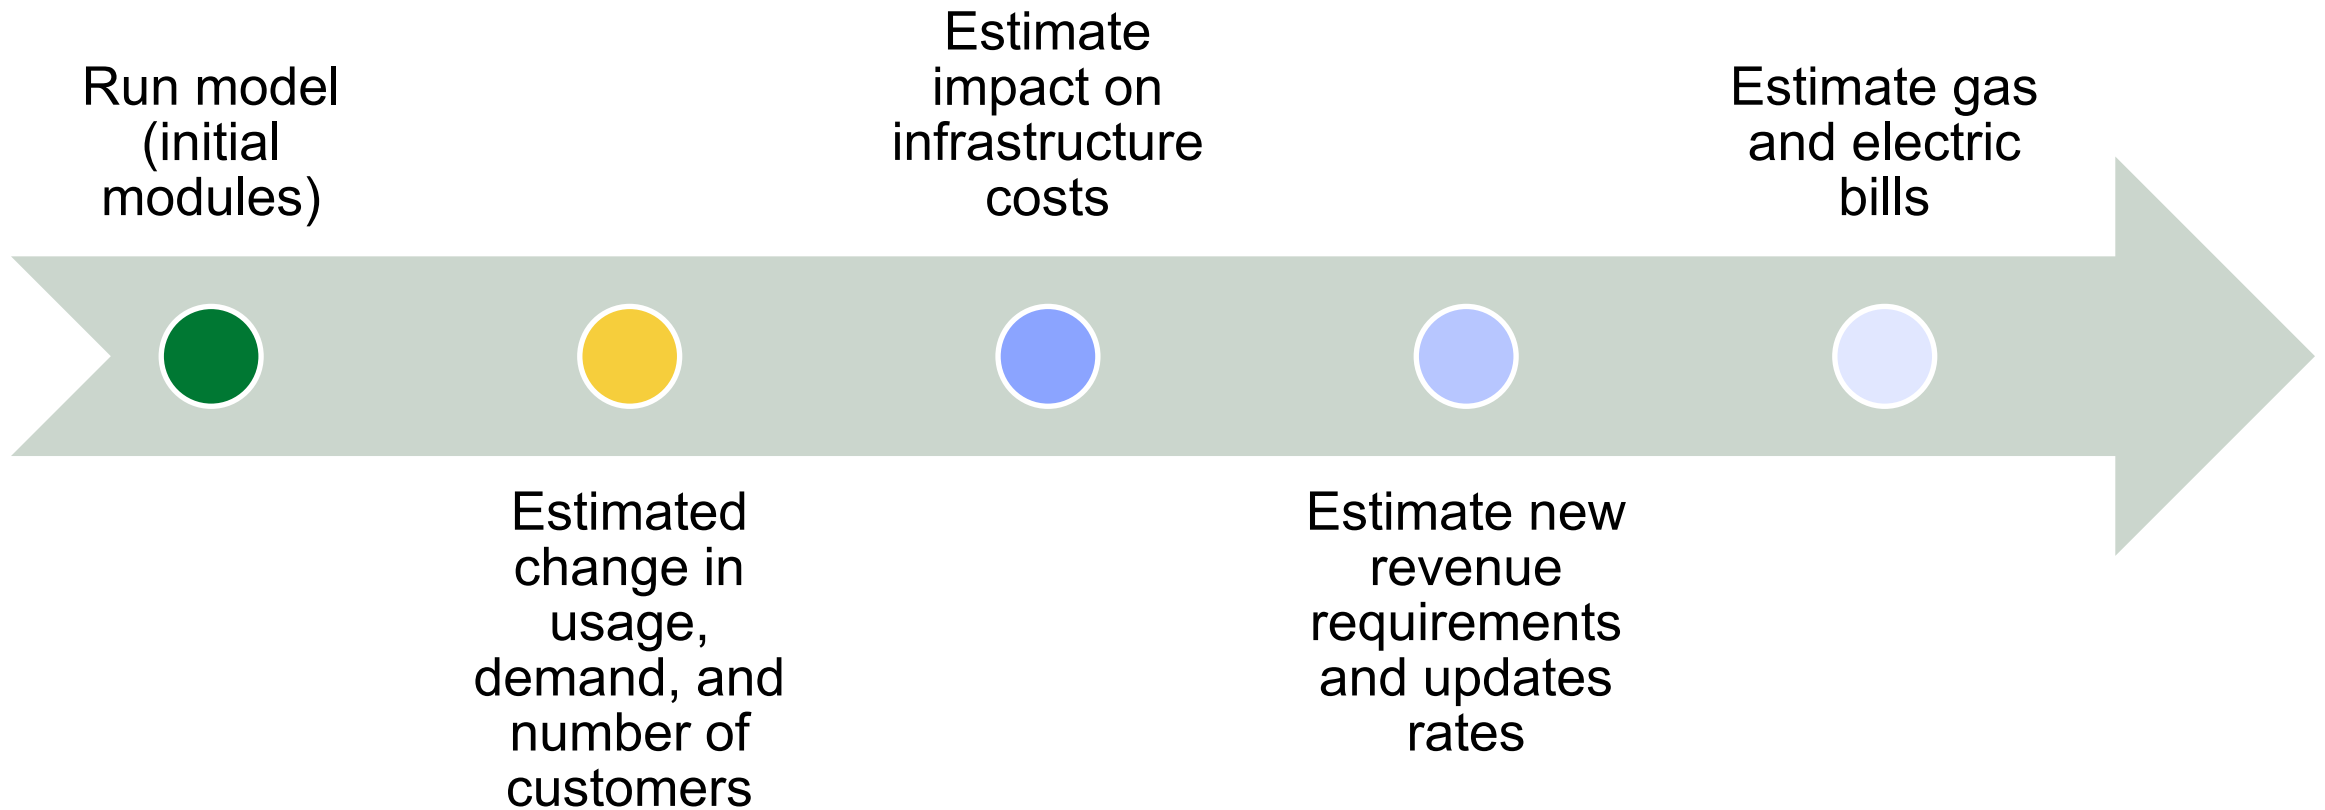 Run model
(initial
modules)
Estimated
change in
usage,
demand, and
number of
customers
Estimate
impact on
infrastructure
costs
Estimate new
revenue
requirements
and updates
rates
Estimate gas
and electric
bills